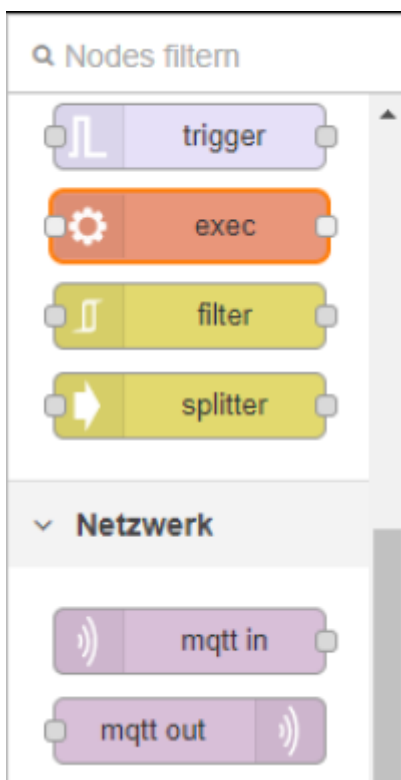 Nodes filtern
trigger
exec
filter
splitter
Netzwerk
mqtt in
mqtt out